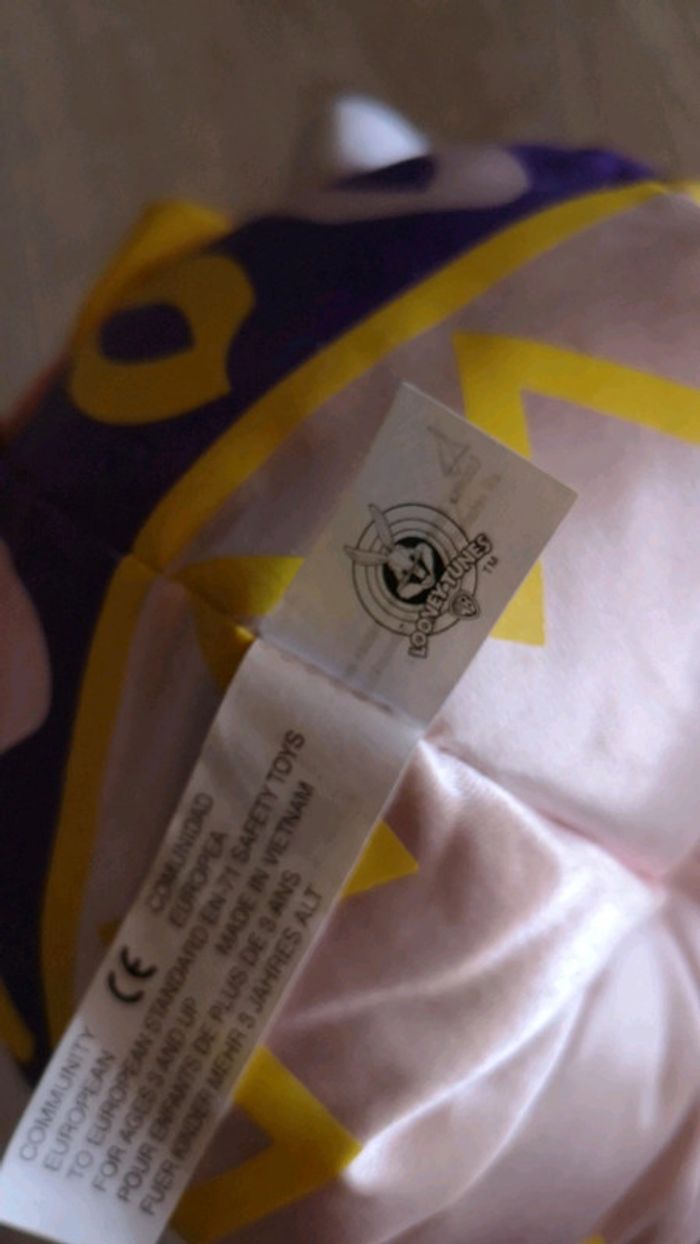 LOONEY TUNES
TM
COMUNIDAD
EUROPEA
COMMUNITY
EUROPEAN
CE
TO EUROPEAN STANDARD EN-71 SAFETY TOYS
FOR AGES 3 AND UP MADE IN VIETNAM
POUR ENFANTS DE PLUS DE 3 ANS
FUER KINDER MEHR 3 JAHRES ALT